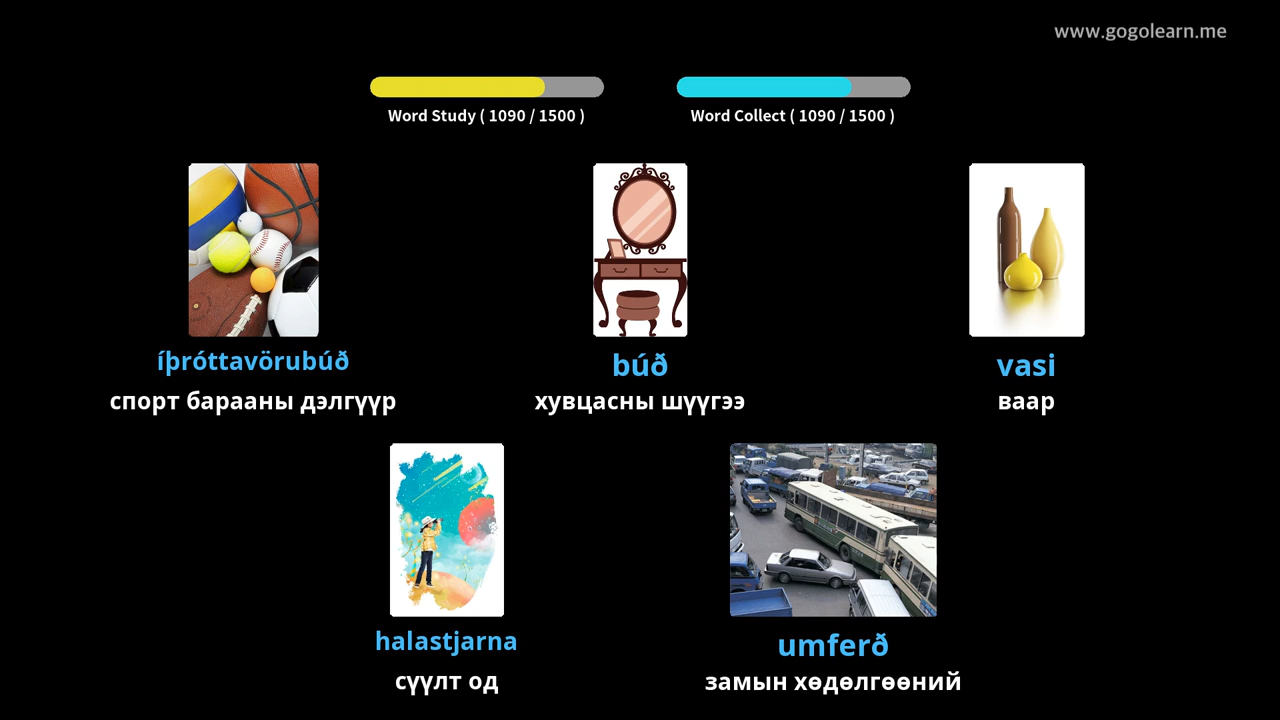 www.gogolearn.me
Word Study ( 1090 / 1500 )
Word Collect ( 1090 / 1500 )
íþróttavörubúð
búð
vasi
спорт барааны дэлгүүр
хувцасны шүүгээ
ваар
halastjarna
umferð
сүүлт од
замын хөдөлгөөний